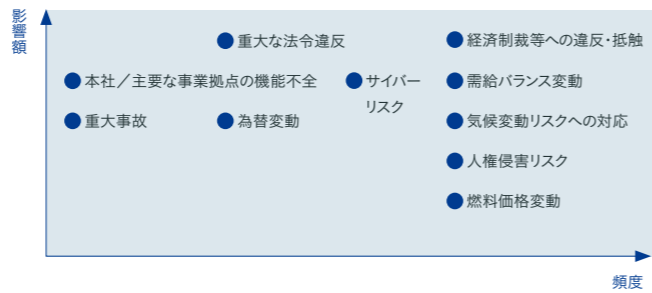 影響額
重大な法令違反
経済制裁等への違反・抵触
本社／主要な事業拠点の機能不全
サイバー
リスク
需給バランス変動
重大事故
為替変動
気候変動リスクへの対応
人権侵害リスク
燃料価格変動
頻度